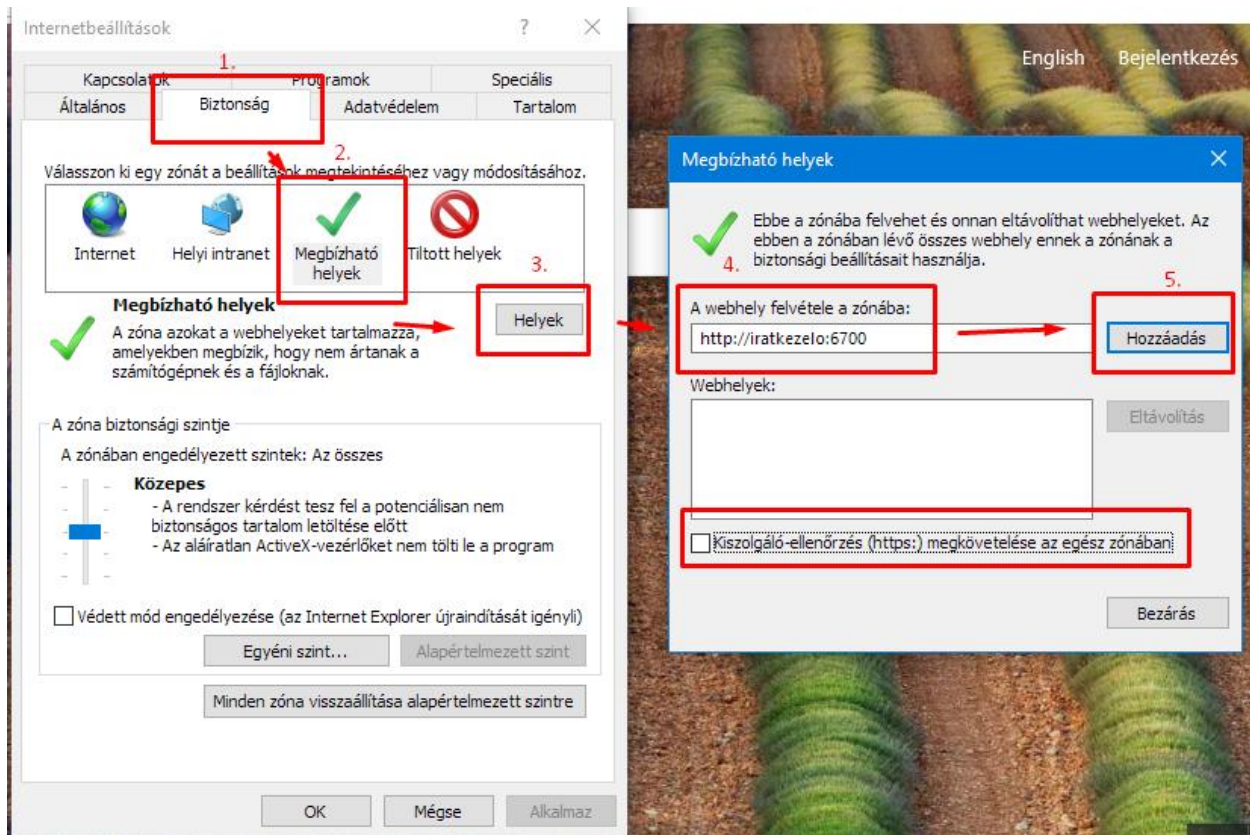 Internetbeállítások
?
1.
Kapcsolatok
Programok
Speciális
Általános
Biztonság
Adatvédelem
Tartalom
2.
Válasszon ki egy zónát a beállítások megtekintéséhez vagy módosításához.
Internet
Helyi intranet
Megbízható
helyek
Tiltott helyek
3.
Megbízható helyek
Helyek
A zóna azokat a webhelyeket tartalmazza,
amelyekben megbízik, hogy nem ártanak a
számítógépnek és a fájloknak.
A zóna biztonsági szintje
A zónában engedélyezett szintek: Az összes
Közepes
- A rendszer kérdést tesz fel a potenciálisan nem
biztonságos tartalom letöltése előtt
- Az aláíratlan ActiveX-vezérlőket nem tölti le a program
Védett mód engedélyezése (az Internet Explorer újraindítását igényli)
Egyéni szint...
Alapértelmezett szint
Minden zóna visszaállítása alapértelmezett szintre
OK
Mégse
Alkalmaz
English
Bejelentkezés
Megbízható helyek
Ebbe a zónába felvehet és onnan eltávolíthat webhelyeket. Az
ebben a zónában lévő összes webhely ennek a zónának a
biztonsági beállításait használja.
4.
5.
A webhely felvétele a zónába:
http://iratkezelo:6700
Hozzáadás
Webhelyek:
Eltávolítás
Kiszolgáló-ellenőrzés (https:) megkövetelése az egész zónában
Bezárás